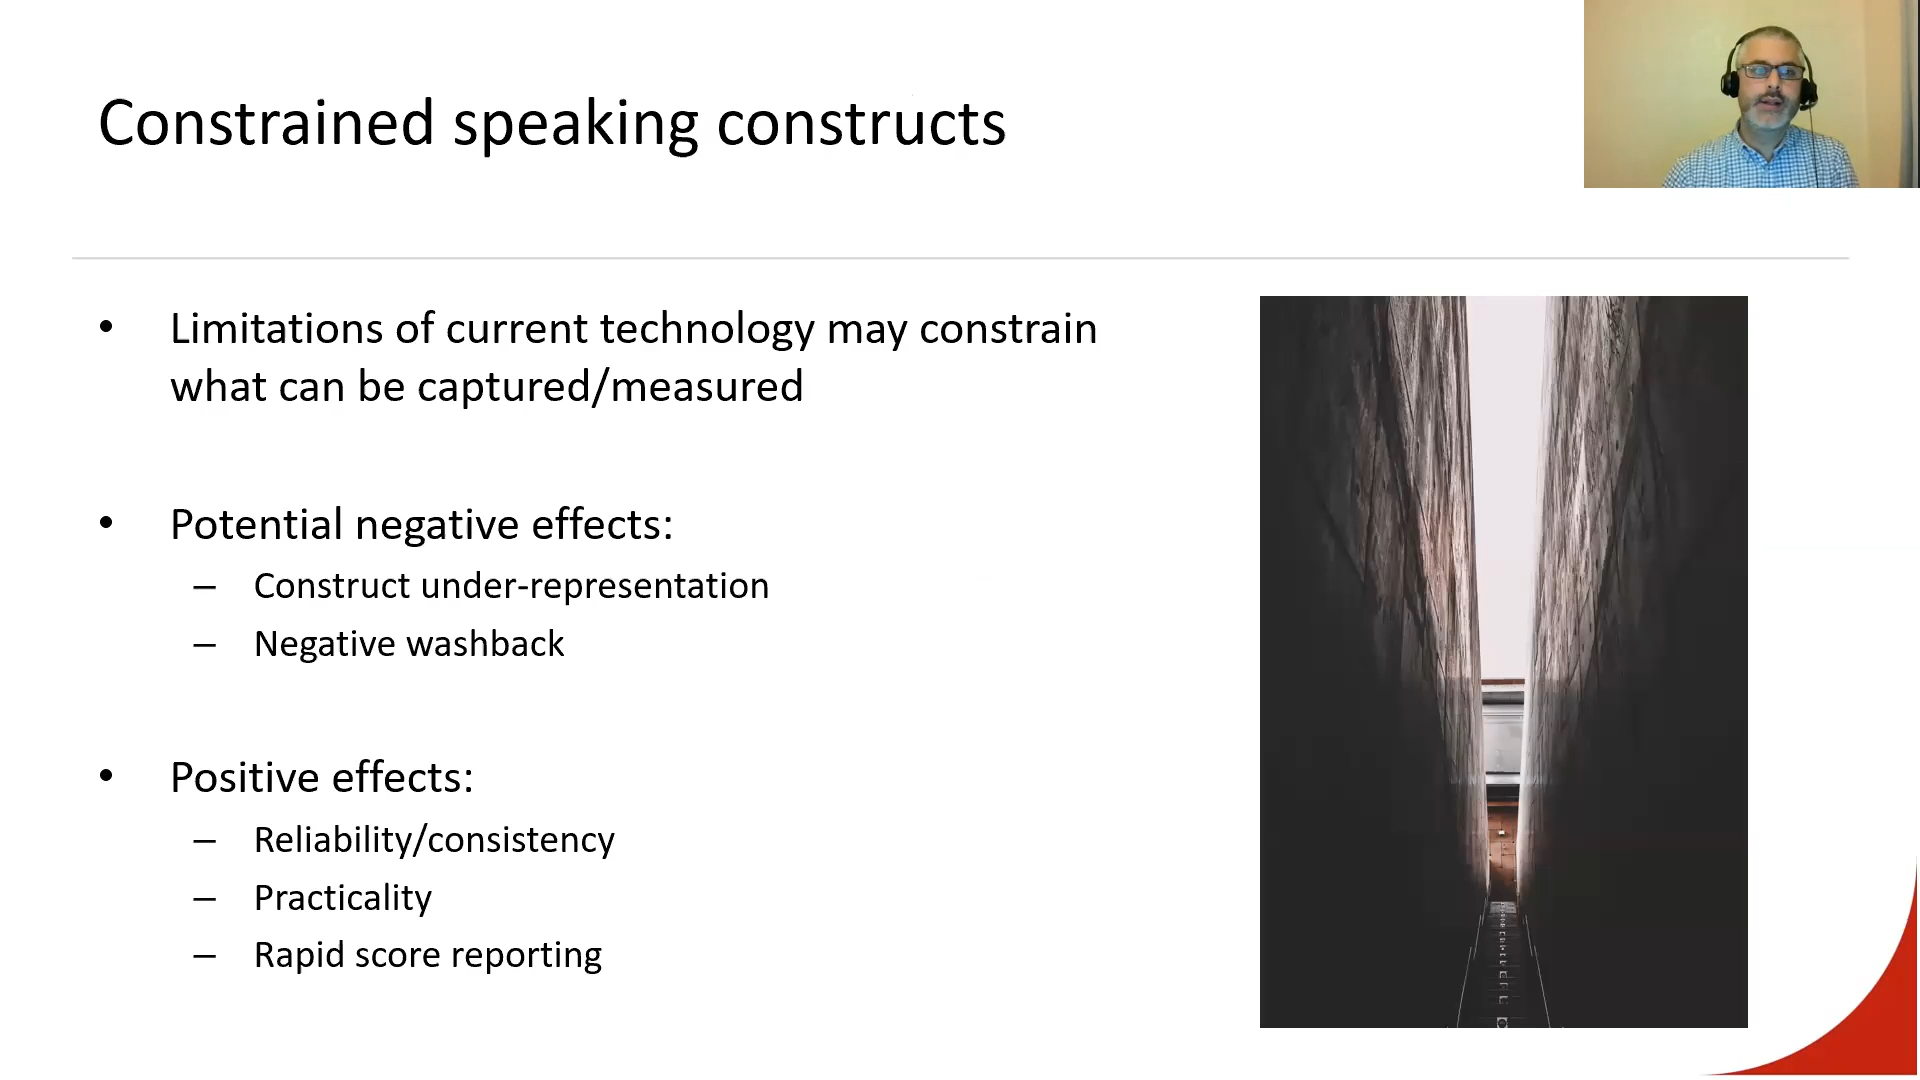 Constrained speaking constructs
• Limitations of current technology may constrain
what can be captured/measured
• Potential negative effects:
– Construct under-representation
– Negative washback
• Positive effects:
– Reliability/consistency
– Practicality
– Rapid score reporting